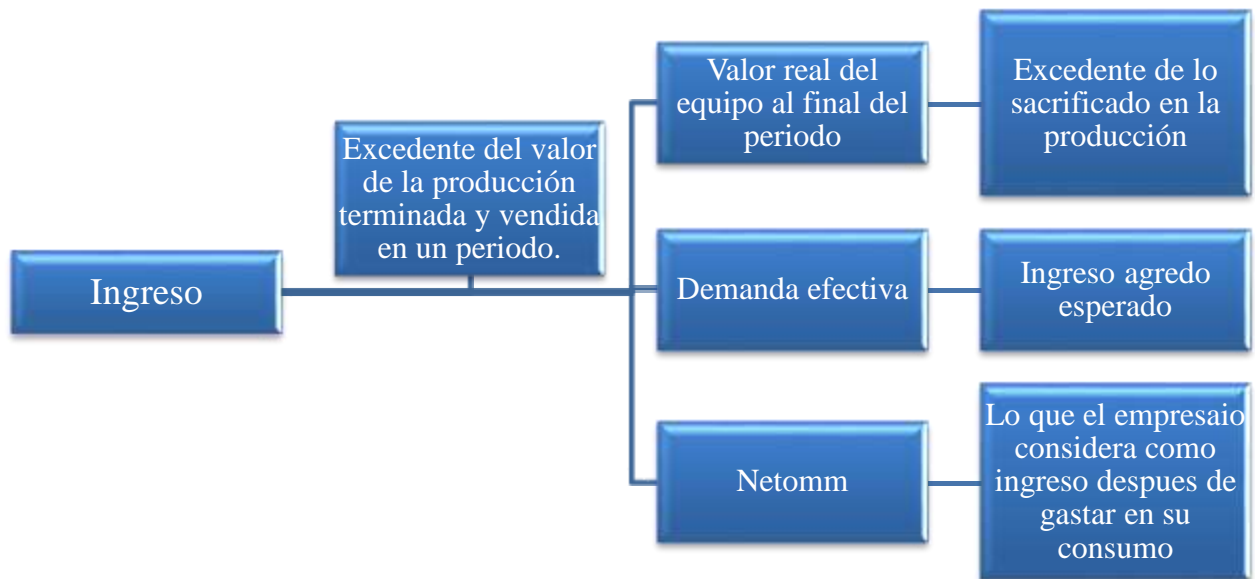 Ingreso
Excedente del valor
de la producción
terminada y vendida
en un periodo.
Valor real del
equipo al final del
periodo
Excedente de lo
sacrificado en la
producción
Demanda efectiva
Ingreso agredo
esperado
Netomm
Lo que el empresaio
considera como
ingreso despues de
gastar en su
consumo